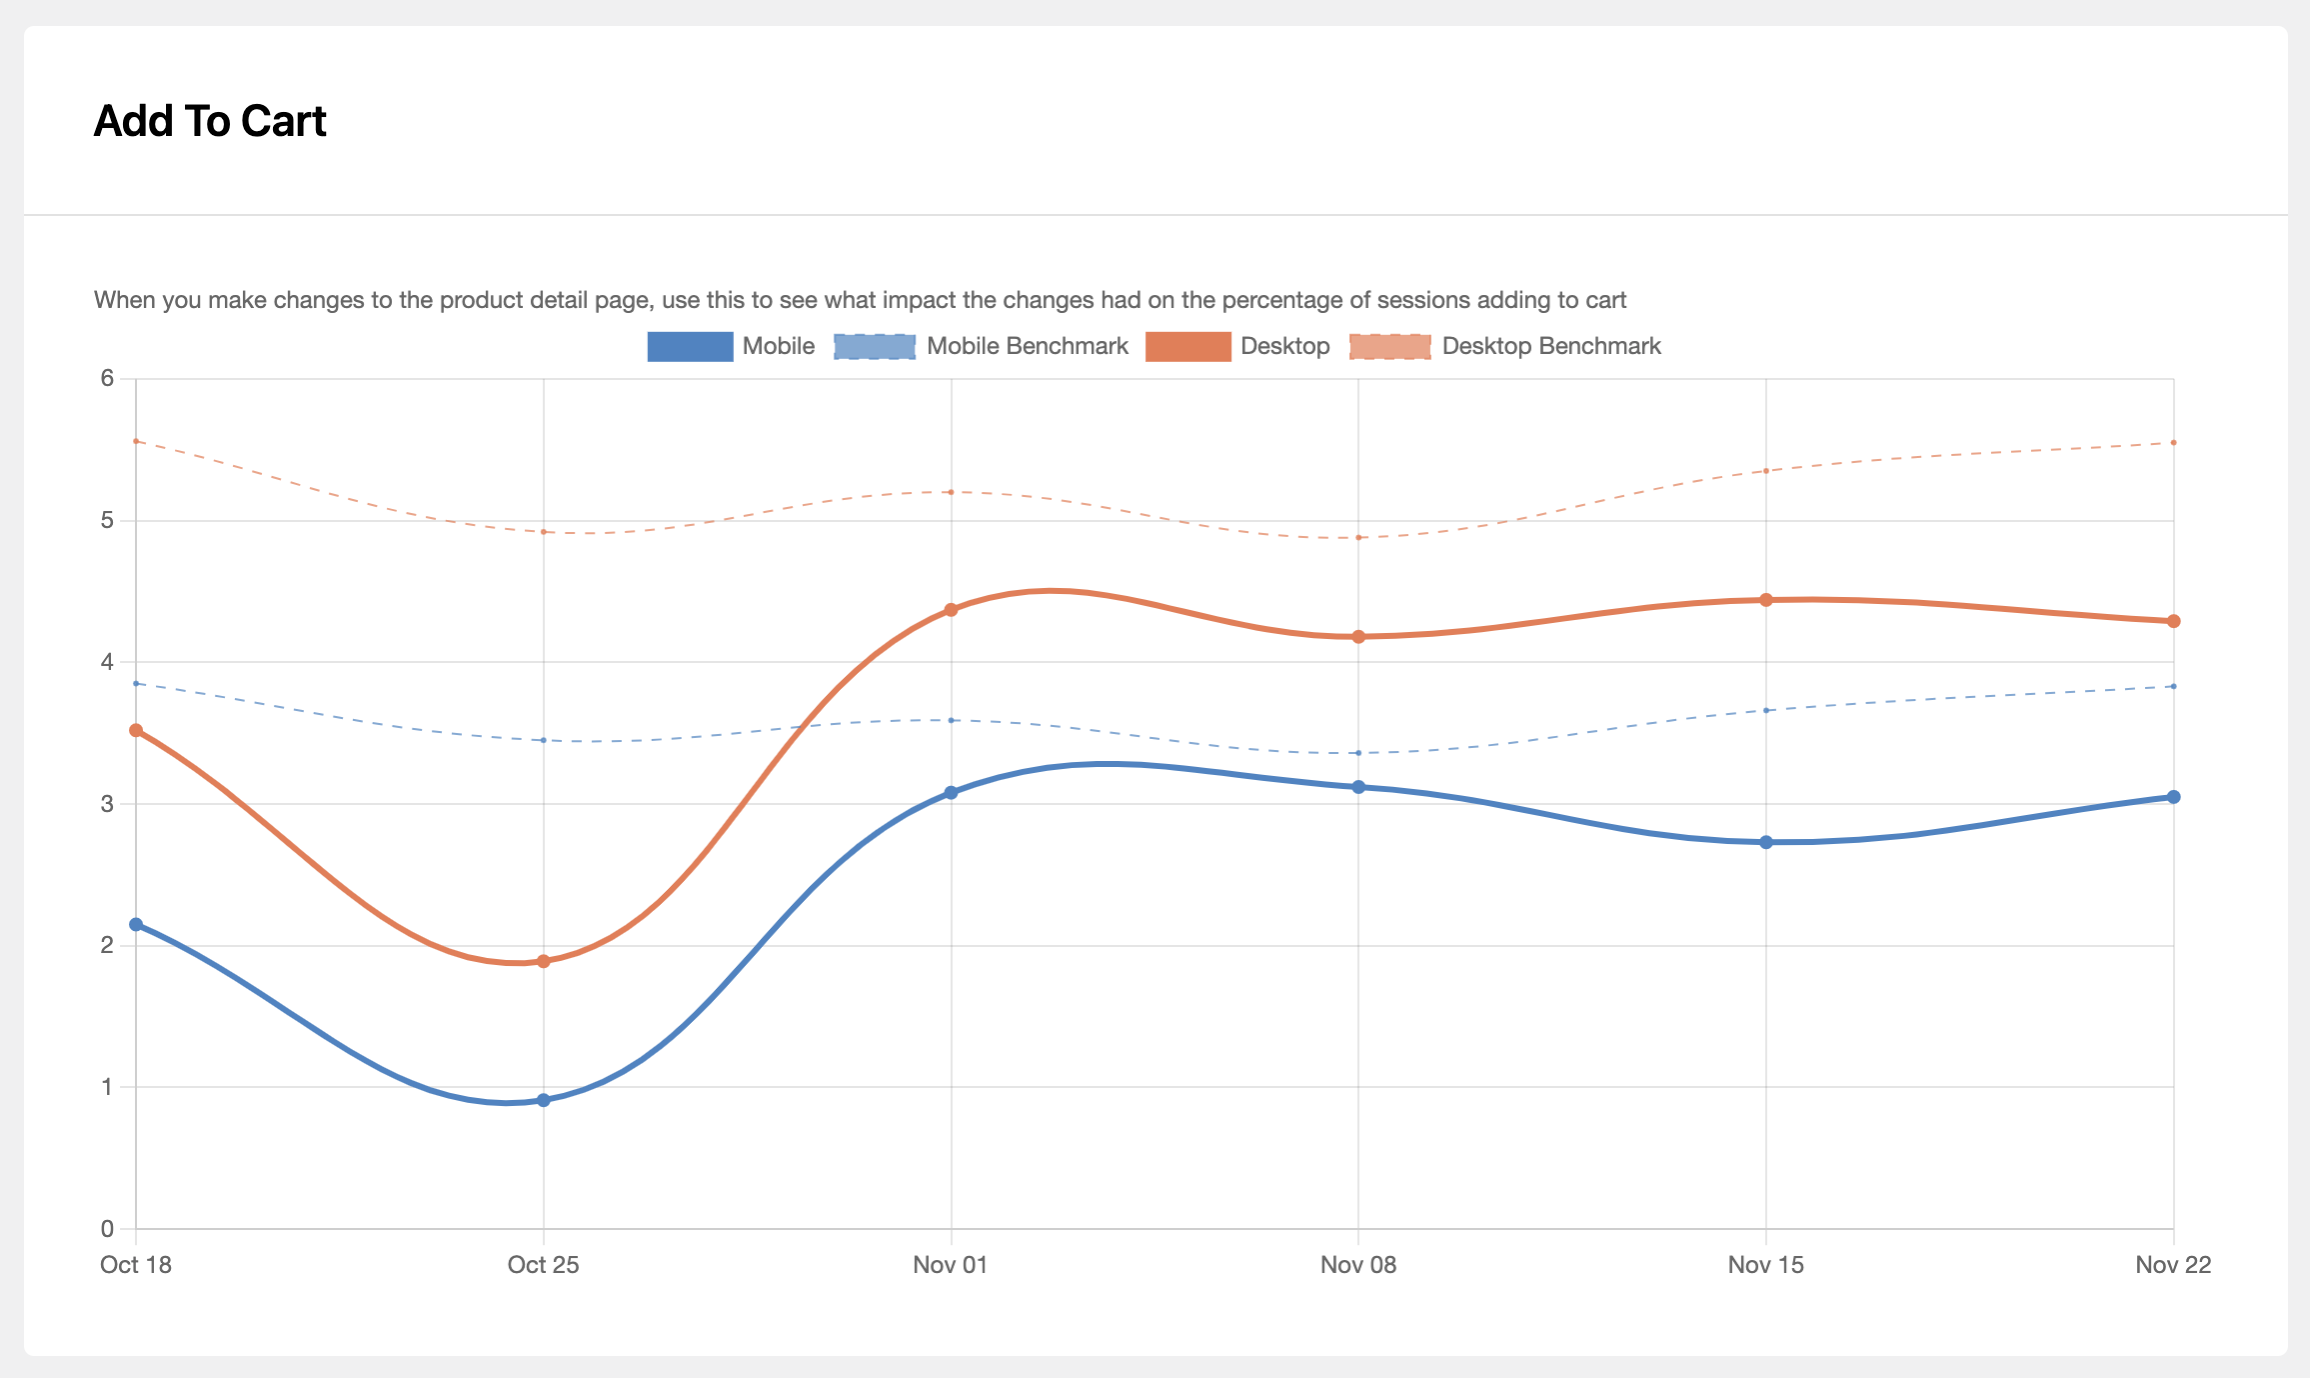 Add To Cart
When you make changes to the product detail page, use this to see what impact the changes had on the percentage of sessions adding to cart
Mobile Mobile Benchmark Desktop Desktop Benchmark
6
5
4
3
2
1
0
Oct 18 Oct 25 Nov 01 Nov 08 Nov 15 Nov 22